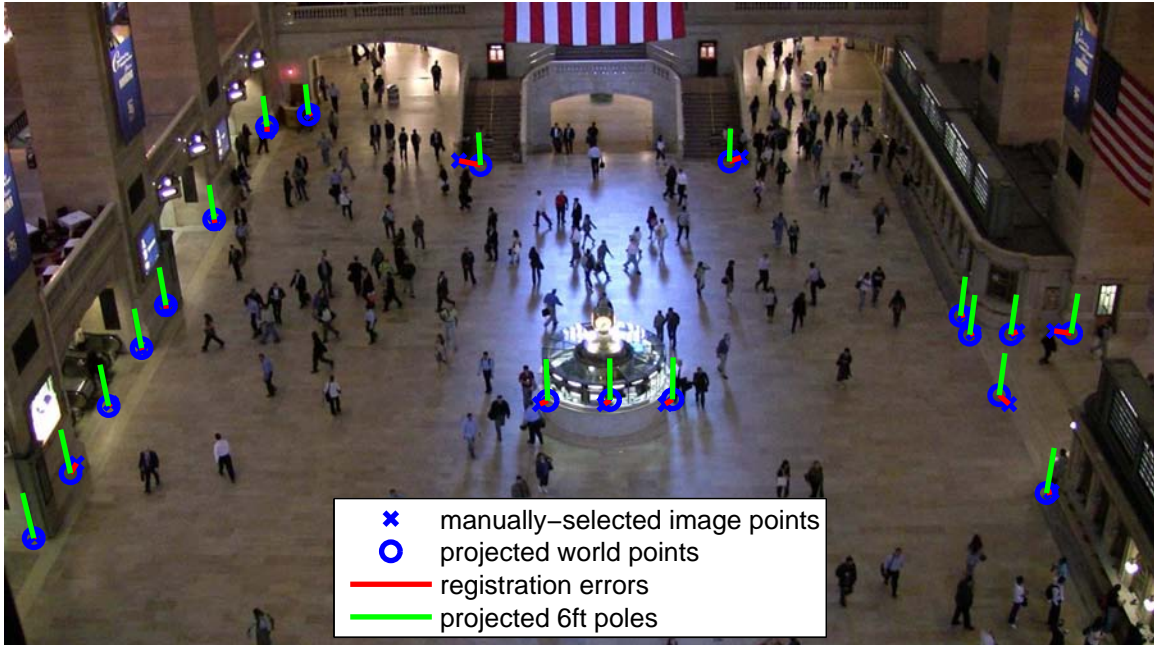 manually−selected image points
projected world points
registration errors
projected 6ft poles